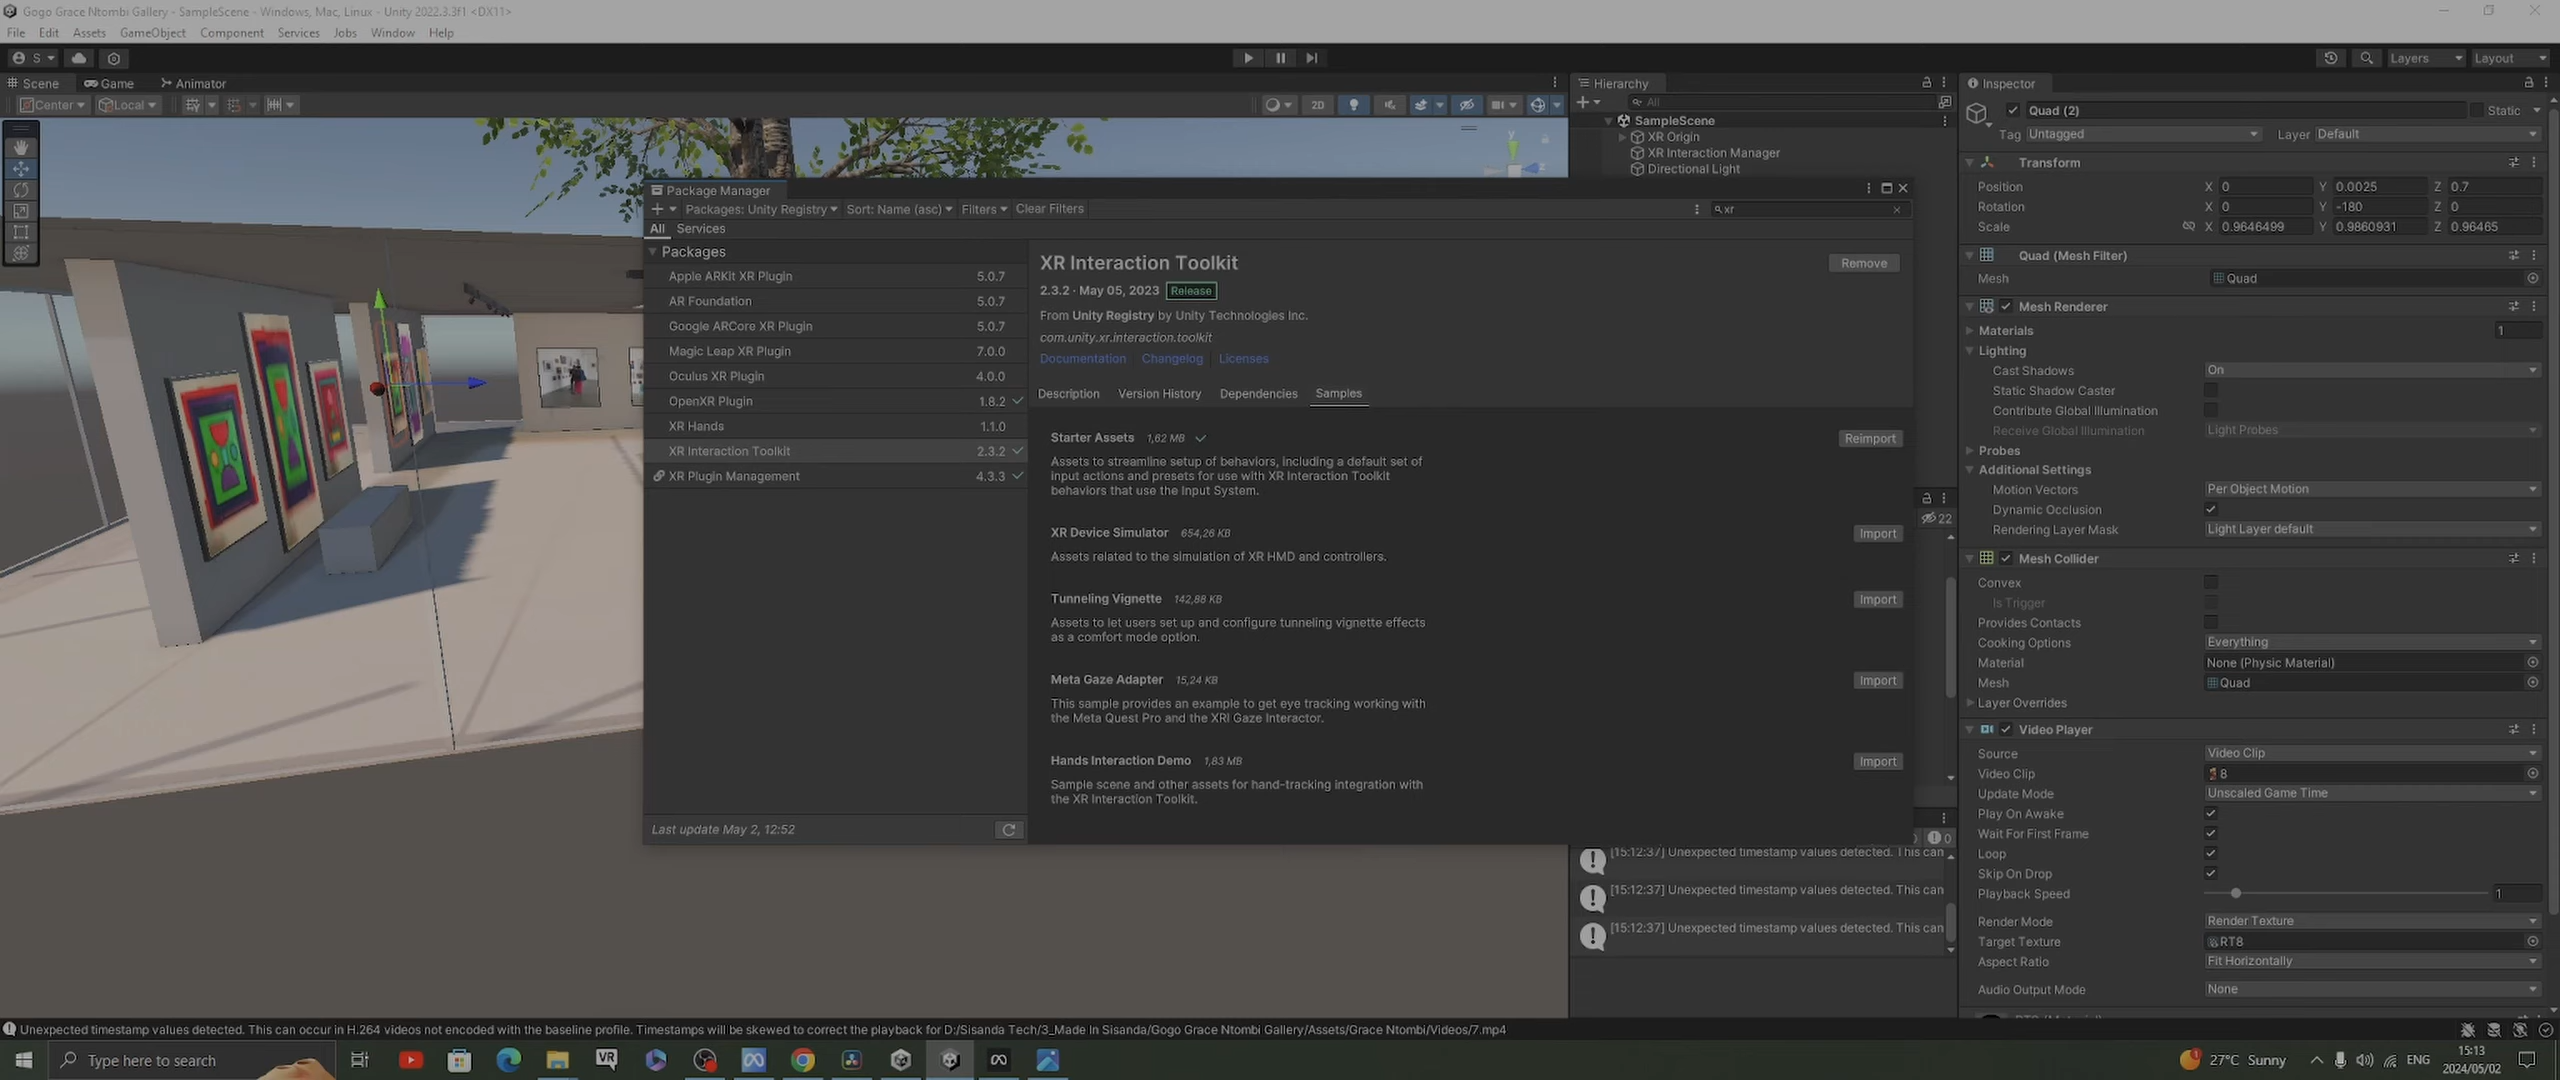 Gogo Grace Ntombi Gallery - SampleScene - Windows, Mac, Linux - Unity 2022.3.3f1 <DX11>
File Edit Assets GameObject Component Services Jobs Window Help
S Layers Layout
Scene Game Animator
Center Local 2D
Hierarchy
All
SampleScene
XR Origin
XR Interaction Manager
Directional Light
Package Manager
Packages: Unity Registry Sort: Name (asc) Filters Clear Filters xr
All Services
Packages
Apple ARKit XR Plugin 5.0.7
AR Foundation 5.0.7
Google ARCore XR Plugin 5.0.7
Magic Leap XR Plugin 7.0.0
Oculus XR Plugin 4.0.0
OpenXR Plugin 1.8.2
XR Hands 1.1.0
XR Interaction Toolkit 2.3.2
XR Plugin Management 4.3.3
Last update May 2, 12:52
XR Interaction Toolkit Remove
2.3.2 · May 05, 2023 Release
From Unity Registry by Unity Technologies Inc.
com.unity.xr.interaction.toolkit
Documentation Changelog Licenses
Description Version History Dependencies Samples
Starter Assets 1,62 MB Reimport
Assets to streamline setup of behaviors, including a default set of
input actions and presets for use with XR Interaction Toolkit
behaviors that use the Input System.
XR Device Simulator 654,26 KB Import
Assets related to the simulation of XR HMD and controllers.
Tunneling Vignette 142,88 KB Import
Assets to let users set up and configure tunneling vignette effects
as a comfort mode option.
Meta Gaze Adapter 15,24 KB Import
This sample provides an example to get eye tracking working with
the Meta Quest Pro and the XRI Gaze Interactor.
Hands Interaction Demo 1,83 MB Import
Sample scene and other assets for hand-tracking integration with
the XR Interaction Toolkit.
22
0
[15:12:37] Unexpected timestamp values detected. This can
[15:12:37] Unexpected timestamp values detected. This can
[15:12:37] Unexpected timestamp values detected. This can
Inspector
Quad (2) Static
Tag Untagged Layer Default
Transform
Position X 0 Y 0.0025 Z 0.7
Rotation X 0 Y -180 Z 0
Scale X 0.9646499 Y 0.9860931 Z 0.96465
Quad (Mesh Filter)
Mesh Quad
Mesh Renderer
Materials 1
Lighting
Cast Shadows On
Static Shadow Caster
Contribute Global Illumination
Receive Global Illumination Light Probes
Probes
Additional Settings
Motion Vectors Per Object Motion
Dynamic Occlusion
Rendering Layer Mask Light Layer default
Mesh Collider
Convex
Is Trigger
Provides Contacts
Cooking Options Everything
Material None (Physic Material)
Mesh Quad
Layer Overrides
Video Player
Source Video Clip
Video Clip 8
Update Mode Unscaled Game Time
Play On Awake
Wait For First Frame
Loop
Skip On Drop
Playback Speed 1
Render Mode Render Texture
Target Texture RT8
Aspect Ratio Fit Horizontally
Audio Output Mode None
Unexpected timestamp values detected. This can occur in H.264 videos not encoded with the baseline profile. Timestamps will be skewed to correct the playback for D:/Sisanda Tech/3_Made In Sisanda/Gogo Grace Ntombi Gallery/Assets/Grace Ntombi/Videos/7.mp4
Type here to search VR 27°C Sunny ENG 15:13
2024/05/02